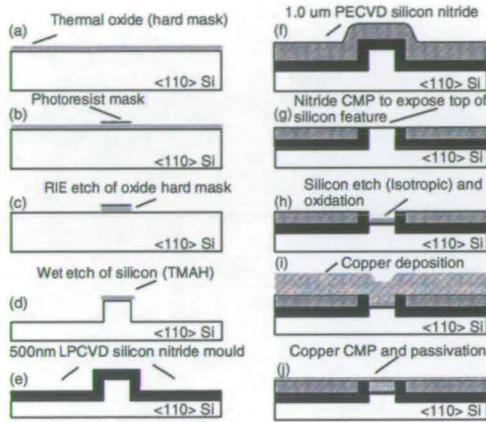 Thermal oxide (hard mask)
(a)
<110> Si
Photoresist mask
(b)
<110> Si
RIE etch of oxide hard mask
(c)
<110> Si
Wet etch of silicon (TMAH)
(d)
<110> Si
500nm LPCVD silicon nitride mould
(e)
<110> Si
1.0 um PECVD silicon nitride
(f)
<110> Si
Nitride CMP to expose top of
(g)
silicon feature
<110> Si
Silicon etch (Isotropic) and
(h)
oxidation
<110> Si
(i)
Copper deposition
<110> Si
Copper CMP and passivation
(j)
<110> Si